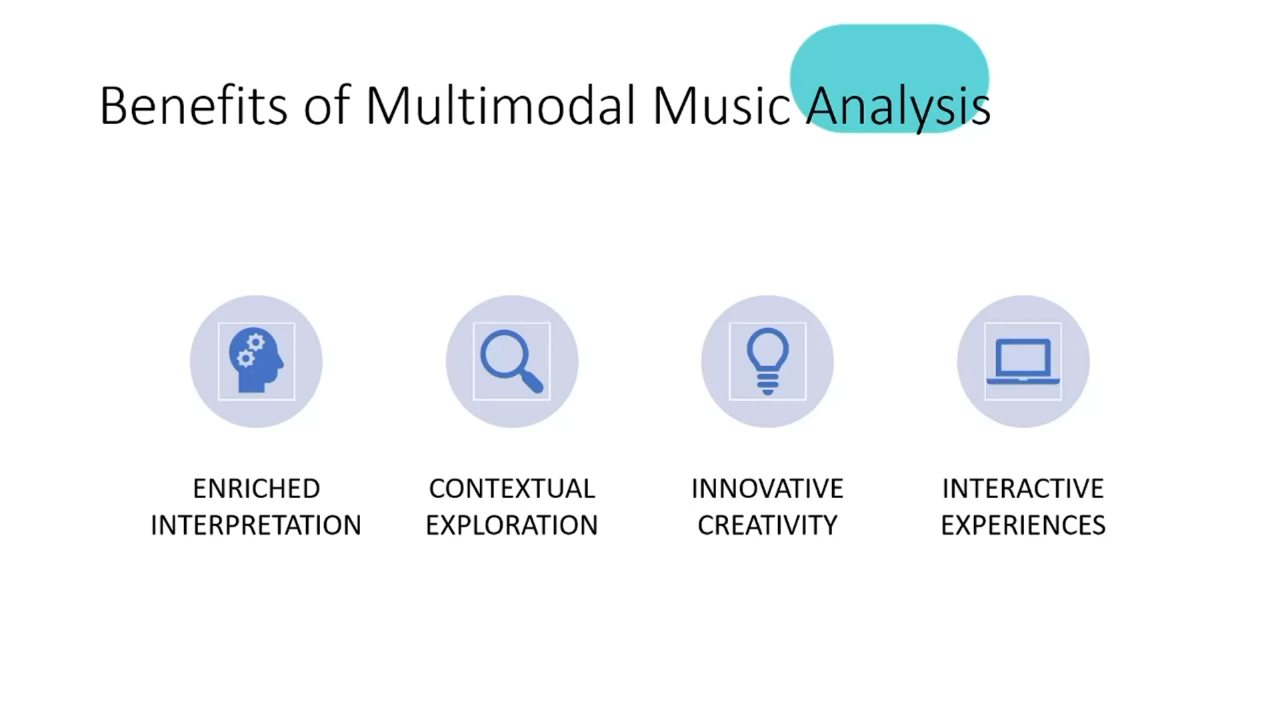 Benefits of Multimodal Music Analysis
ENRICHED
INTERPRETATION
CONTEXTUAL
EXPLORATION
INNOVATIVE
CREATIVITY
INTERACTIVE
EXPERIENCES